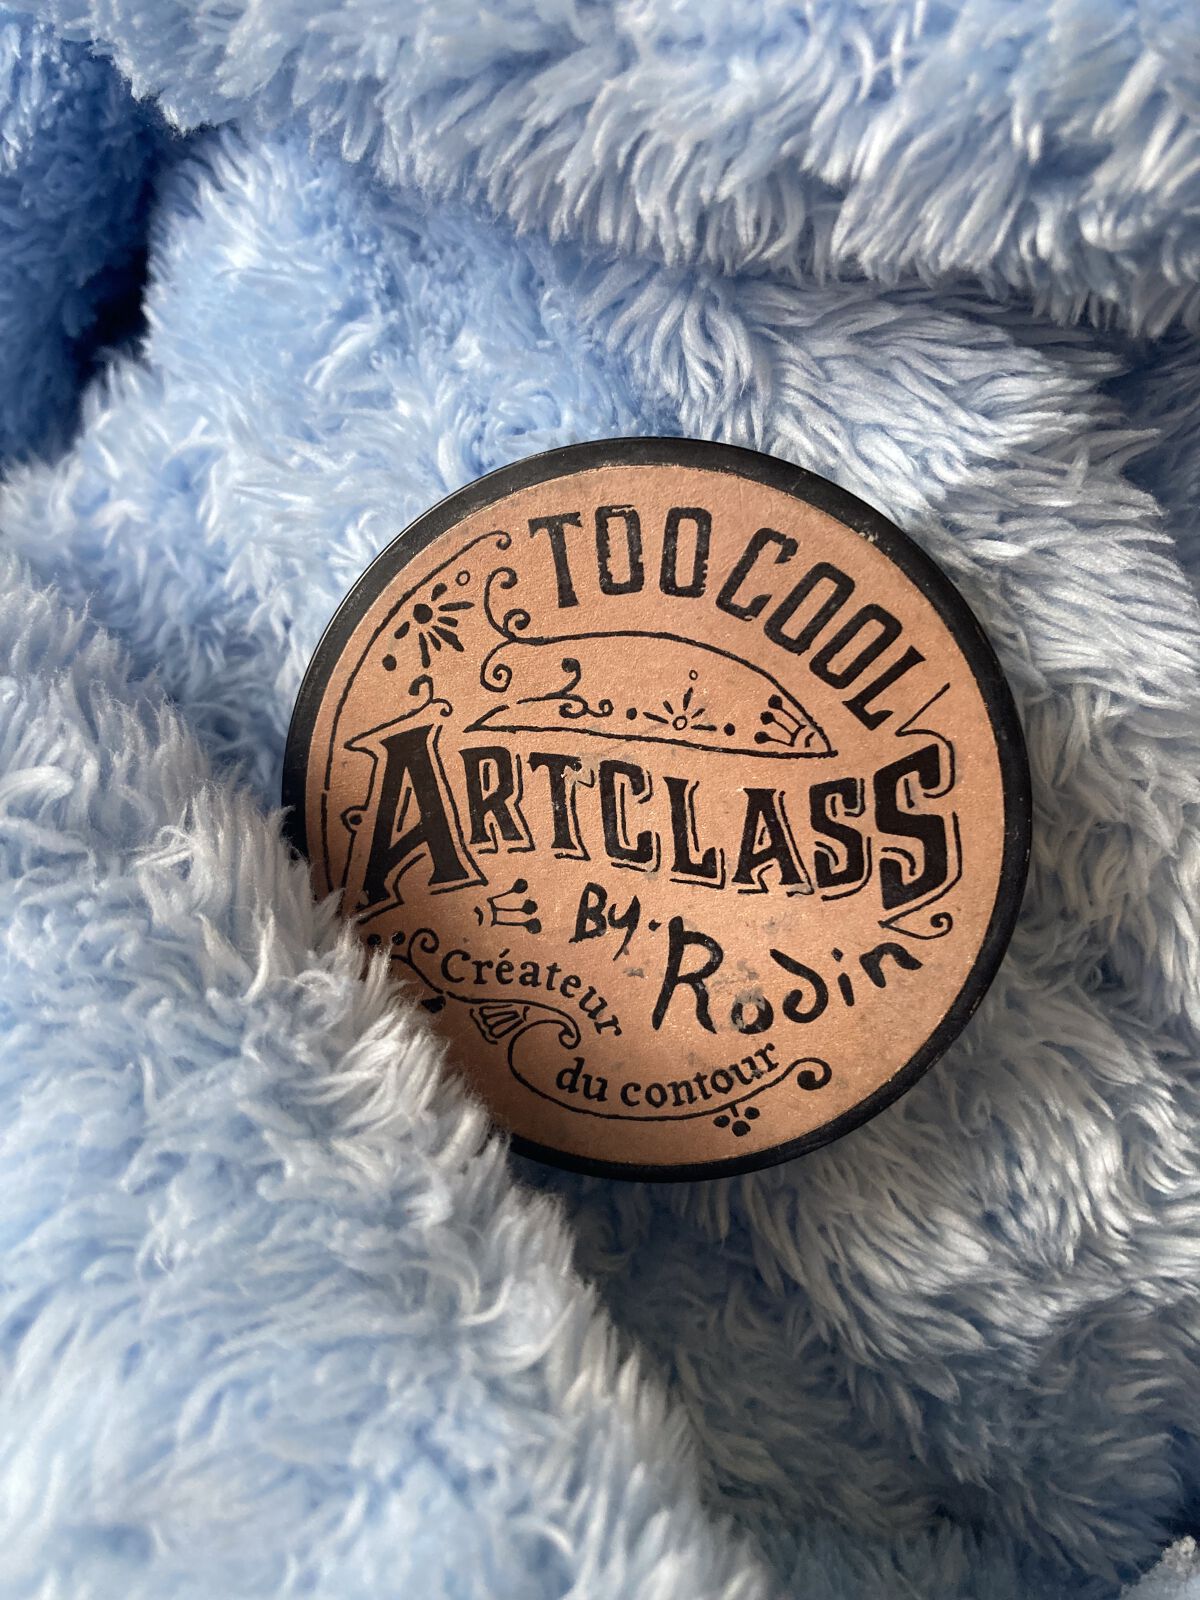 TOO COOL
ARTCLASS
By. Rodin
Créateur
du contour